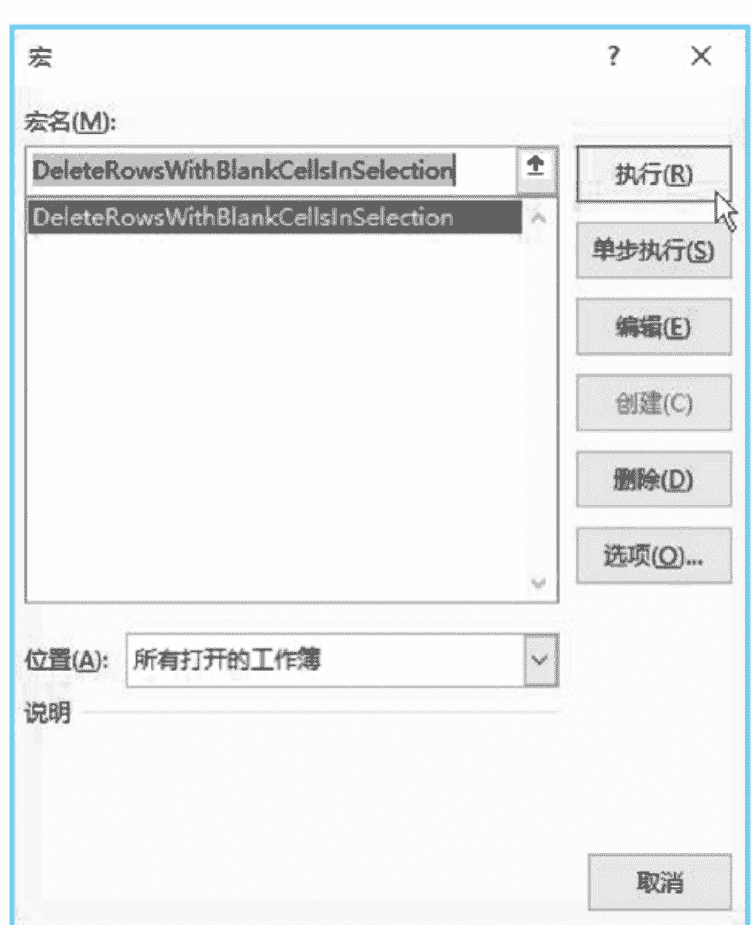 宏
?
宏名(M):
DeleteRowsWithBlankCellsInSelection
执行(R)
DeleteRowsWithBlankCellsInSelection
单步执行(S)
编辑(E)
创建(C)
删除(D)
选项(O)...
位置(A):
所有打开的工作簿
说明
取消